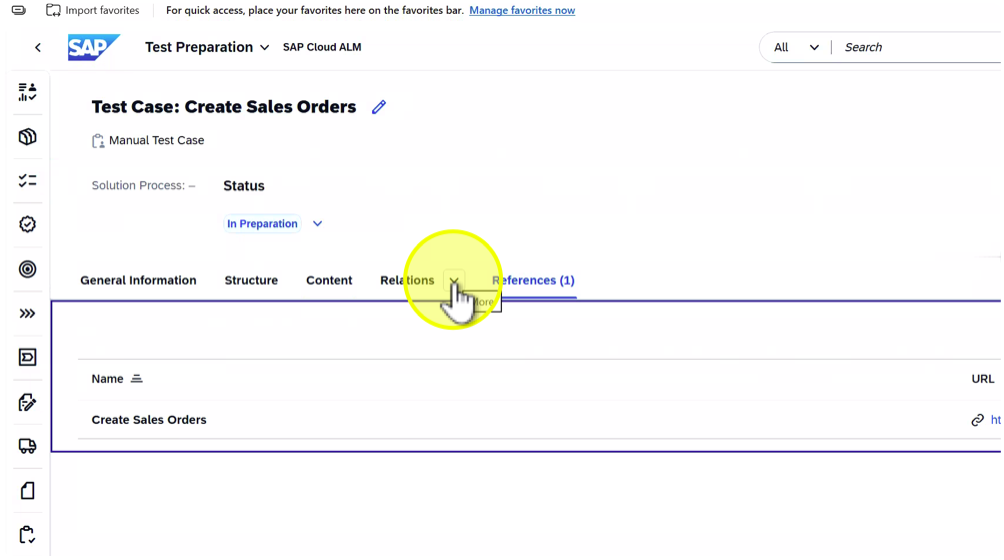 Import favorites For quick access, place your favorites here on the favorites bar. Manage favorites now
SAP Test Preparation SAP Cloud ALM All Search
Test Case: Create Sales Orders
Manual Test Case
Solution Process: – Status
In Preparation
General Information Structure Content Relations References (1)
More
Name URL
Create Sales Orders ht